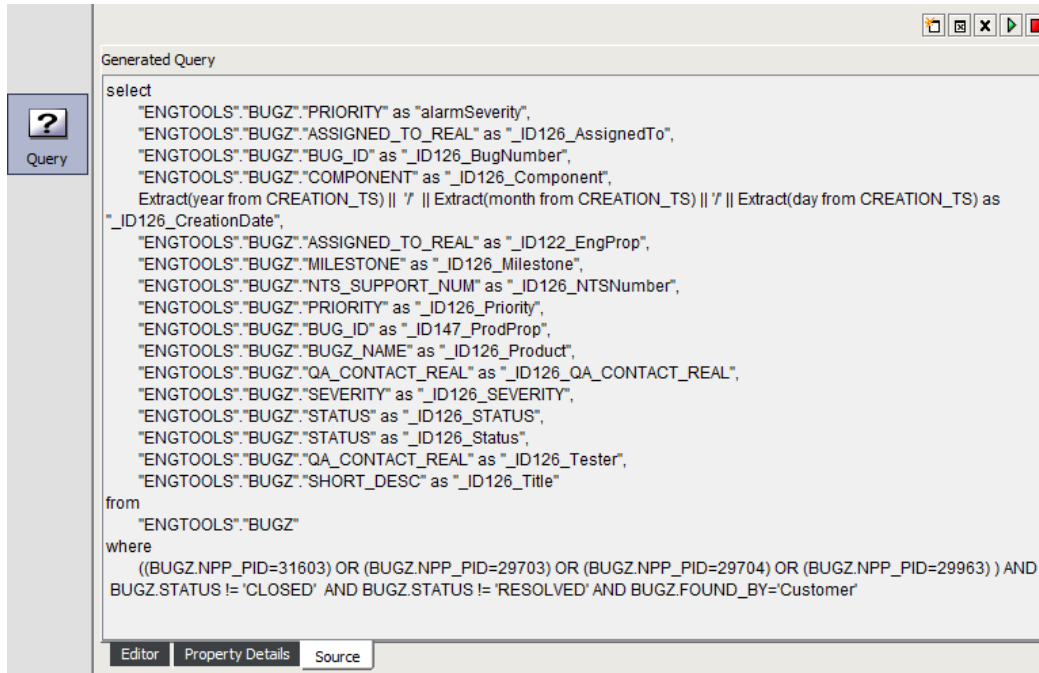 Generated Query
?
Query
select
"ENGTOOLS"."BUGZ"."PRIORITY" as "alarmSeverity",
"ENGTOOLS"."BUGZ"."ASSIGNED_TO_REAL" as "_ID126_AssignedTo",
"ENGTOOLS"."BUGZ"."BUG_ID" as "_ID126_BugNumber",
"ENGTOOLS"."BUGZ"."COMPONENT" as "_ID126_Component",
Extract(year from CREATION_TS) || '/' || Extract(month from CREATION_TS) || '/' || Extract(day from CREATION_TS) as
"_ID126_CreationDate",
"ENGTOOLS"."BUGZ"."ASSIGNED_TO_REAL" as "_ID122_EngProp",
"ENGTOOLS"."BUGZ"."MILESTONE" as "_ID126_Milestone",
"ENGTOOLS"."BUGZ"."NTS_SUPPORT_NUM" as "_ID126_NTSNumber",
"ENGTOOLS"."BUGZ"."PRIORITY" as "_ID126_Priority",
"ENGTOOLS"."BUGZ"."BUG_ID" as "_ID147_ProdProp",
"ENGTOOLS"."BUGZ"."BUGZ_NAME" as "_ID126_Product",
"ENGTOOLS"."BUGZ"."QA_CONTACT_REAL" as "_ID126_QA_CONTACT_REAL",
"ENGTOOLS"."BUGZ"."SEVERITY" as "_ID126_SEVERITY",
"ENGTOOLS"."BUGZ"."STATUS" as "_ID126_STATUS",
"ENGTOOLS"."BUGZ"."STATUS" as "_ID126_Status",
"ENGTOOLS"."BUGZ"."QA_CONTACT_REAL" as "_ID126_Tester",
"ENGTOOLS"."BUGZ"."SHORT_DESC" as "_ID126_Title"
from
"ENGTOOLS"."BUGZ"
where
((BUGZ.NPP_PID=31603) OR (BUGZ.NPP_PID=29703) OR (BUGZ.NPP_PID=29704) OR (BUGZ.NPP_PID=29963) ) AND
BUGZ.STATUS != 'CLOSED' AND BUGZ.STATUS != 'RESOLVED' AND BUGZ.FOUND_BY='Customer'
Editor Property Details Source